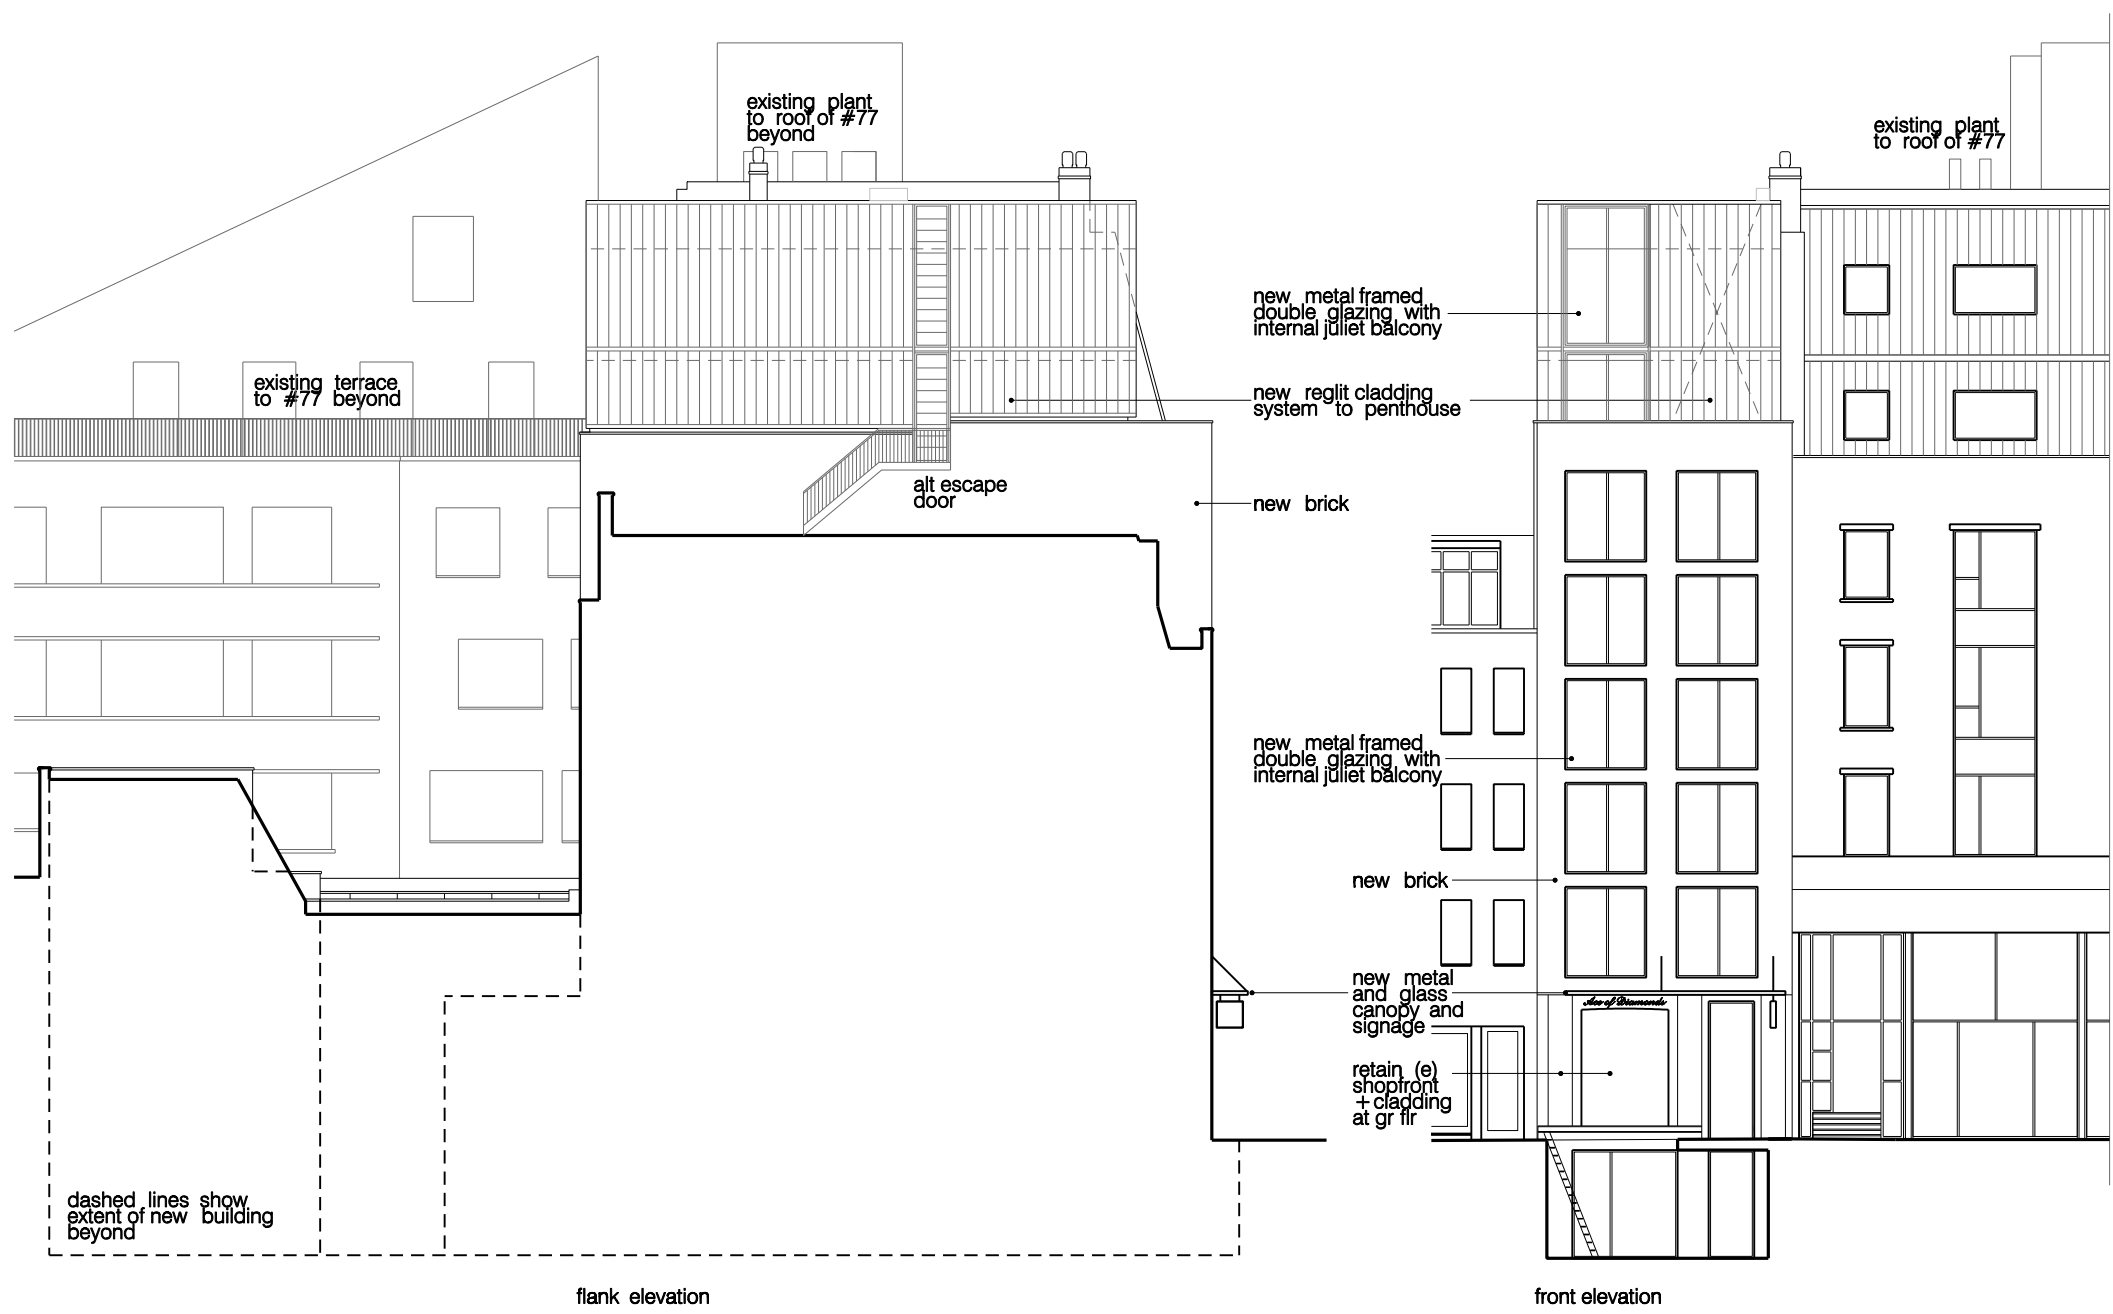 existing plant
to roof of #77
beyond
existing plant
to roof of #77
new metal framed
double glazing with
internal juliet balcony
existing terrace
to #77 beyond
new reglit cladding
system to penthouse
alt escape
door
new brick
new metal framed
double glazing with
internal juliet balcony
new brick
new metal
and glass
canopy and
signage
Ace of Diamonds
retain (e)
shopfront
+cladding
at gr flr
dashed lines show
extent of new building
beyond
flank elevation
front elevation